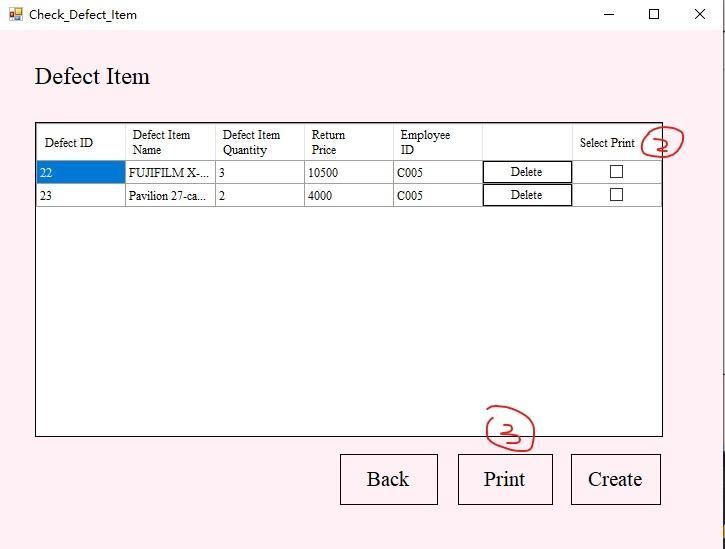 Check_Defect_Item
Defect Item
Defect ID Defect Item Name Defect Item Quantity Return Price Employee ID Select Print 2
22 FUJIFILM X-... 3 10500 C005 Delete
23 Pavilion 27-ca... 2 4000 C005 Delete
3
Back Print Create